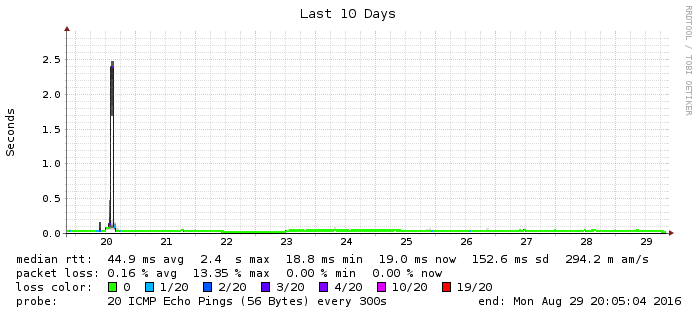 Last 10 Days
RRDTOOL / TOBI OETIKER
Seconds
2.5
2.0
1.5
1.0
0.5
0.0
20 21 22 23 24 25 26 27 28 29
median rtt: 44.9 ms avg 2.4 s max 18.8 ms min 19.0 ms now 152.6 ms sd 294.2 m am/s
packet loss: 0.16 % avg 13.35 % max 0.00 % min 0.00 % now
loss color: 0 1/20 2/20 3/20 4/20 10/20 19/20
probe: 20 ICMP Echo Pings (56 Bytes) every 300s end: Mon Aug 29 20:05:04 2016